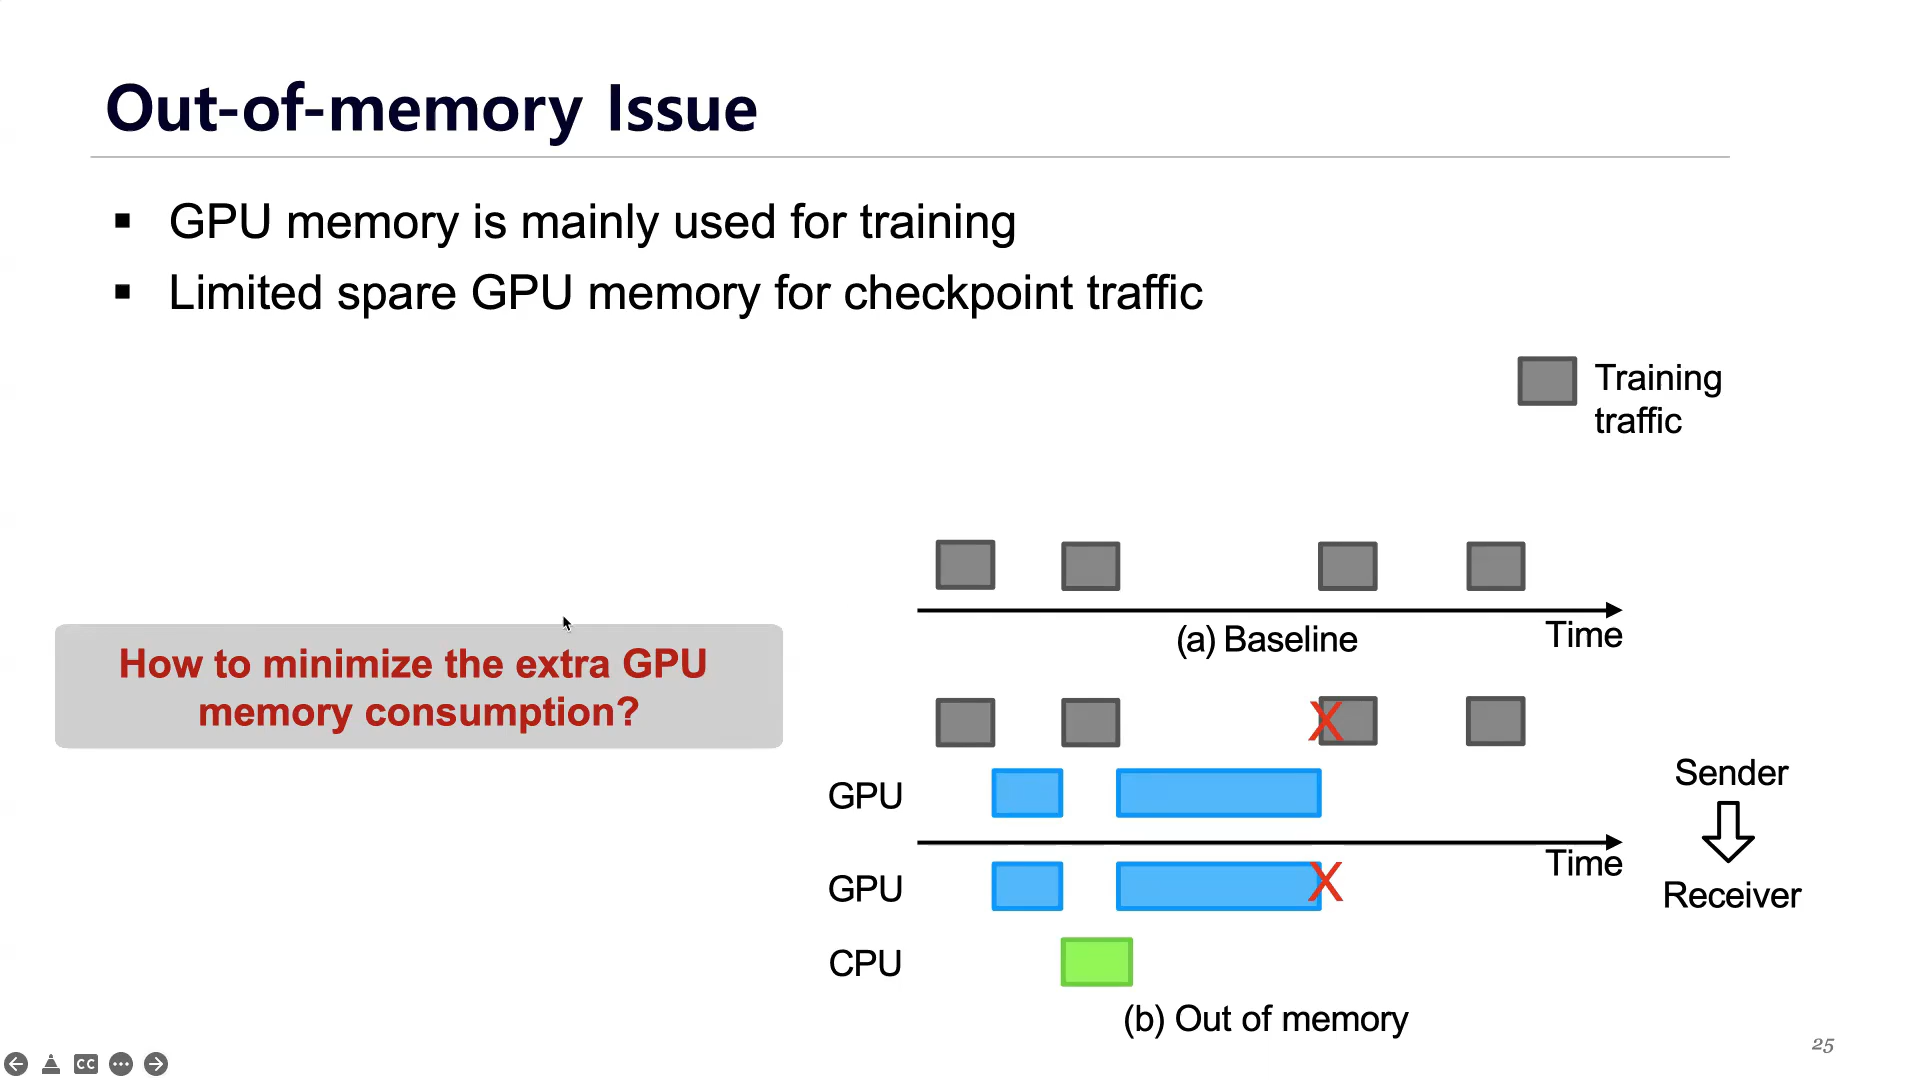 Out-of-memory Issue
GPU memory is mainly used for training
Limited spare GPU memory for checkpoint traffic
Training
traffic
Time
(a) Baseline
How to minimize the extra GPU
memory consumption?
X
GPU
Time
GPU
X
CPU
(b) Out of memory
Sender
Receiver
25
CC